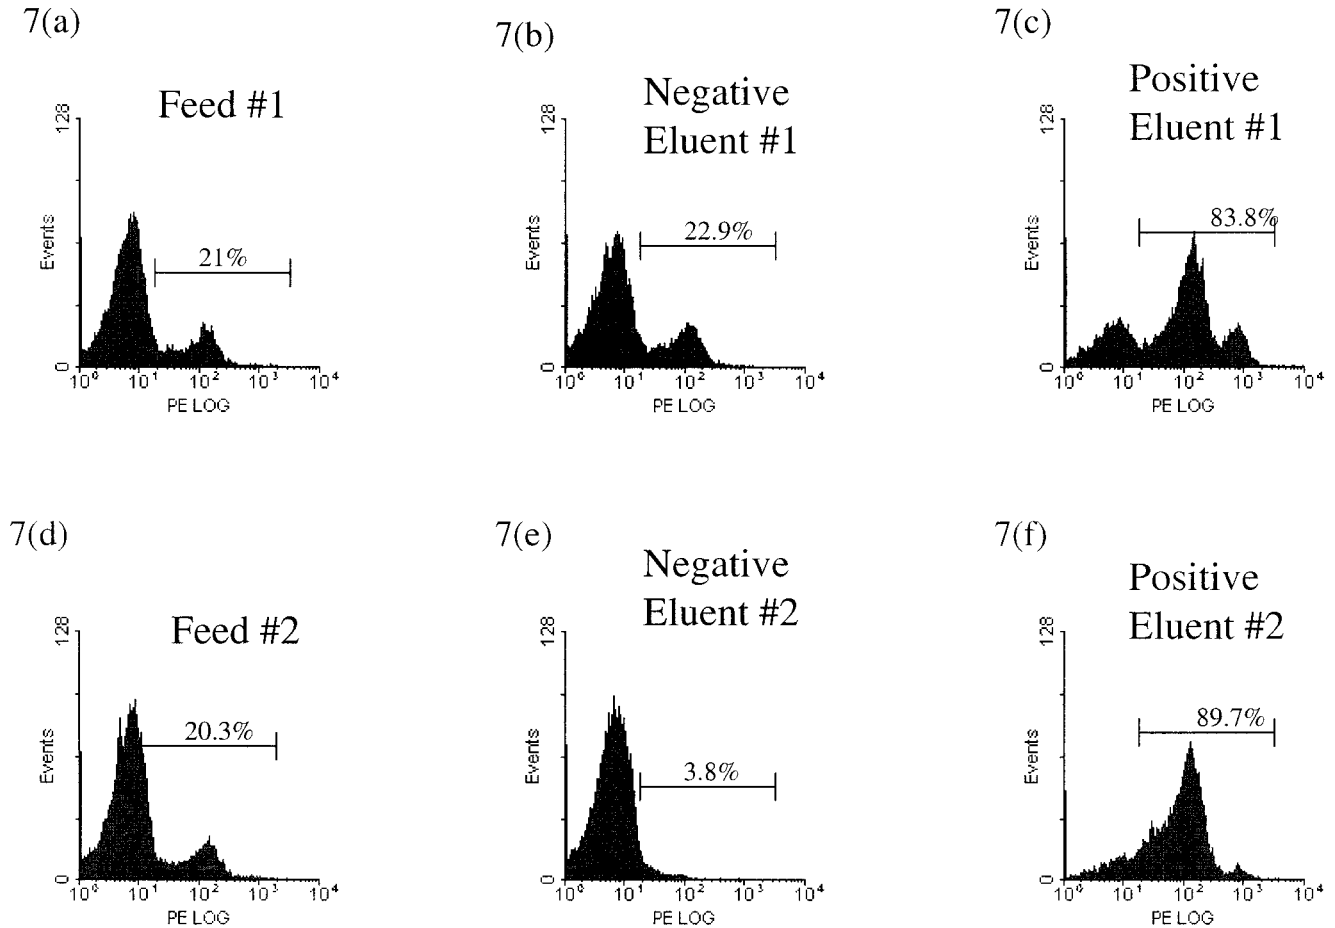 7(a)
Feed #1
128
Events
0
21%
10⁰ 10¹ 10² 10³ 10⁴
PE LOG
7(b)
Negative
Eluent #1
128
Events
0
22.9%
10⁰ 10¹ 10² 10³ 10⁴
PE LOG
7(c)
Positive
Eluent #1
128
Events
0
83.8%
10⁰ 10¹ 10² 10³ 10⁴
PE LOG
7(d)
Feed #2
128
Events
0
20.3%
10⁰ 10¹ 10² 10³ 10⁴
PE LOG
7(e)
Negative
Eluent #2
128
Events
0
3.8%
10⁰ 10¹ 10² 10³ 10⁴
PE LOG
7(f)
Positive
Eluent #2
128
Events
0
89.7%
10⁰ 10¹ 10² 10³ 10⁴
PE LOG